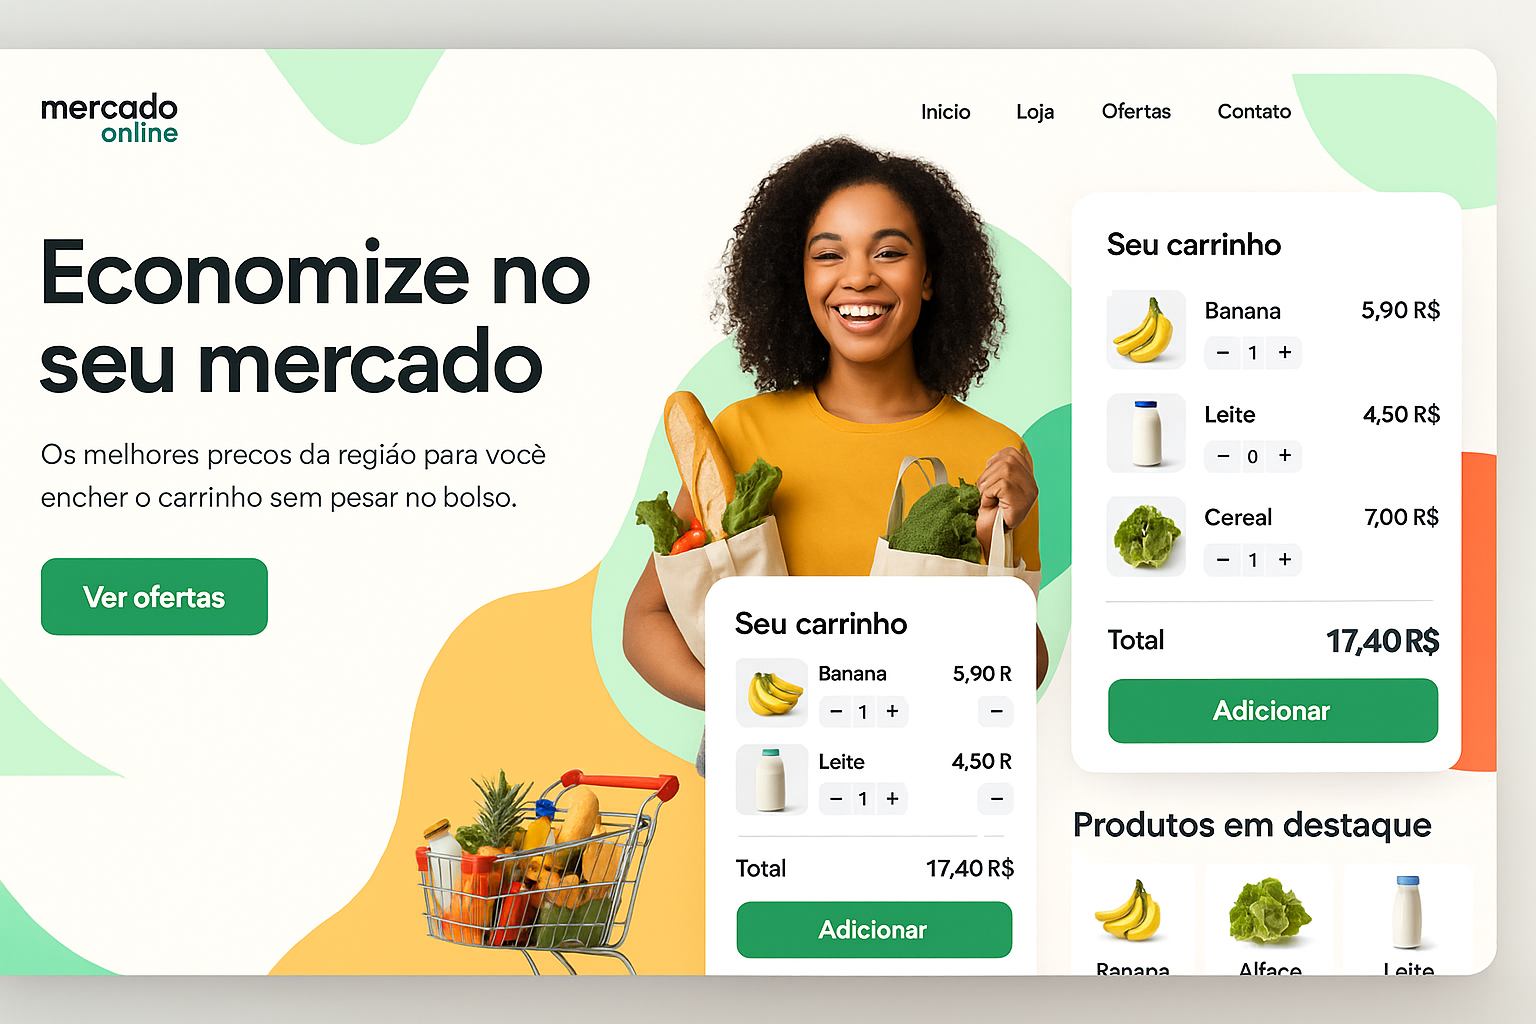 mercado
online
Inicio Loja Ofertas Contato
Economize no
seu mercado
Os melhores precos da regiáo para vocè
encher o carrinho sem pesar no bolso.
Ver ofertas
Seu carrinho
Banana 5,90 R$
− 1 +
Leite 4,50 R$
− 0 +
Cereal 7,00 R$
− 1 +
Total 17,40 R$
Adicionar
Seu carrinho
Banana 5,90 R
− 1 + −
Leite 4,50 R
− 1 + −
Total 17,40 R$
Adicionar
Produtos em destaque
Banana Alface Leite